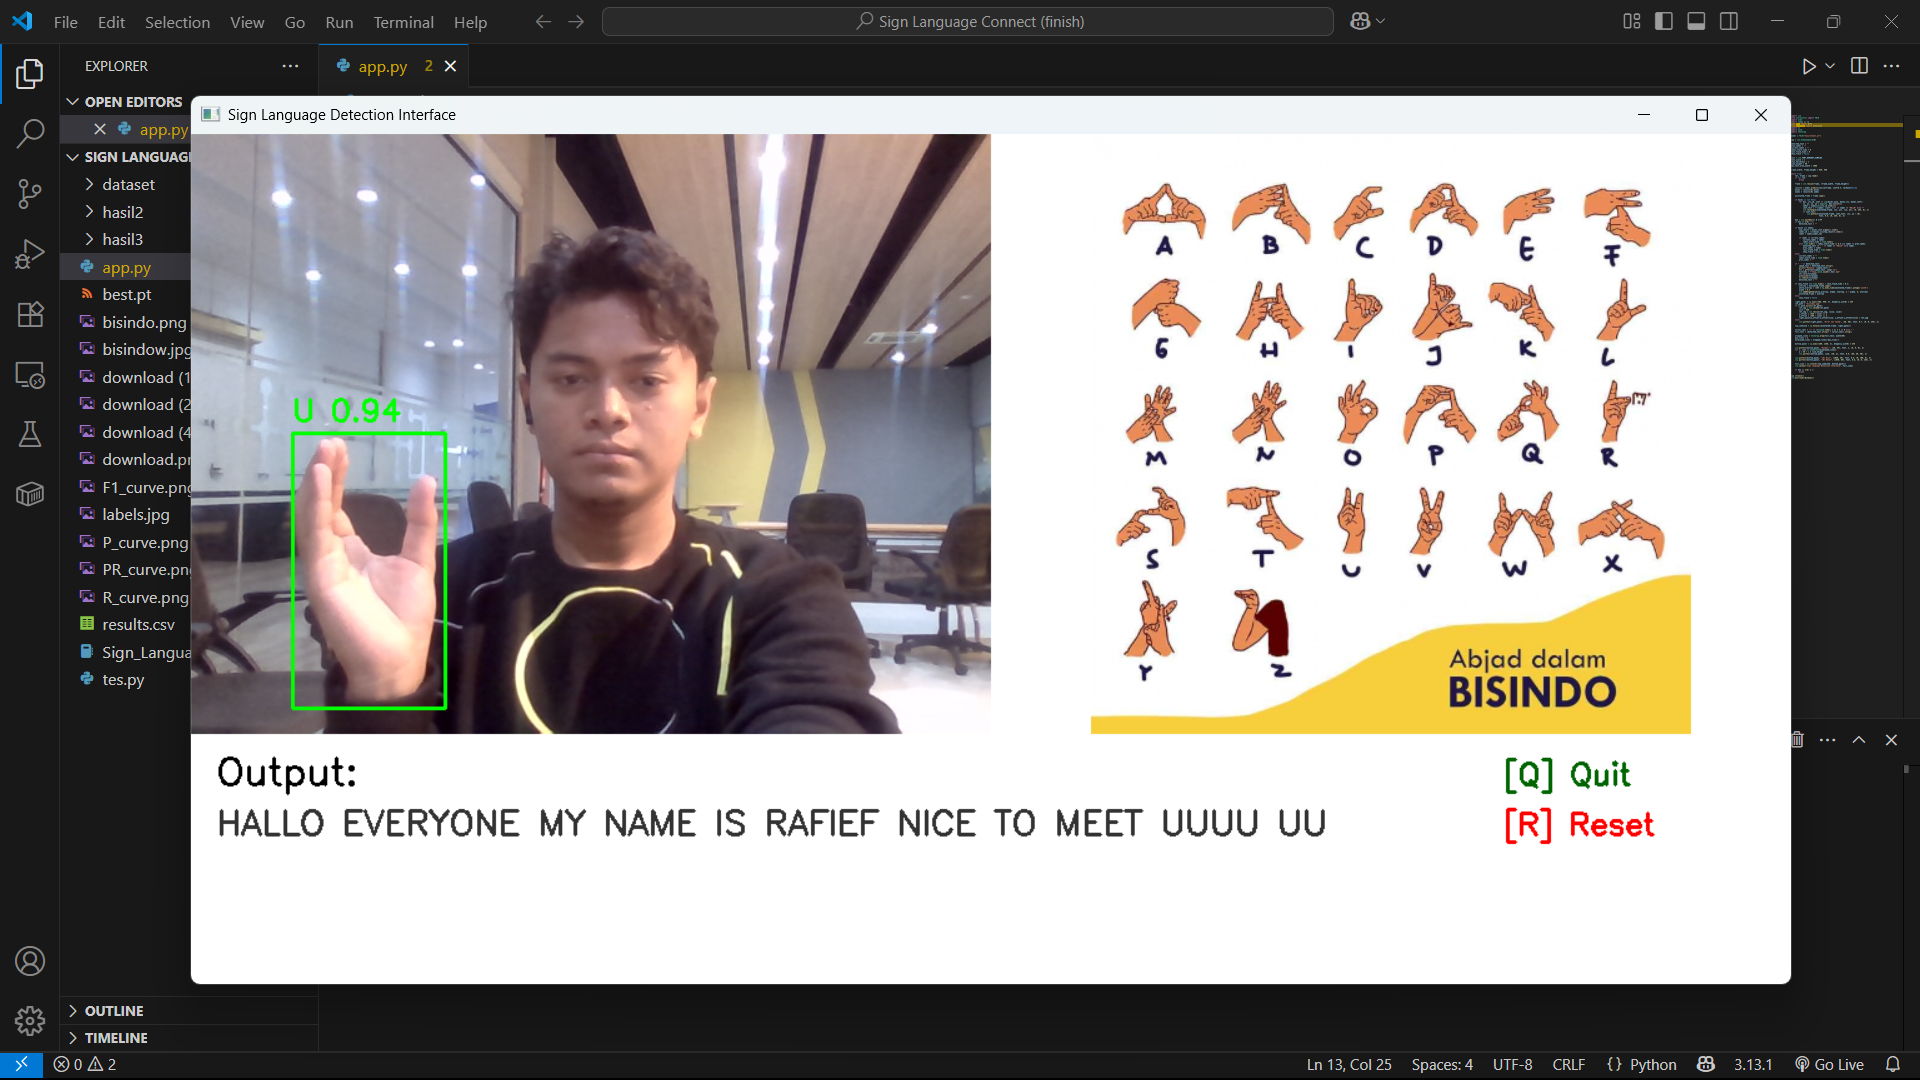 File Edit Selection View Go Run Terminal Help
Sign Language Connect (finish)
EXPLORER
app.py 2
OPEN EDITORS
app.py
SIGN LANGUAG
dataset
hasil2
hasil3
app.py
best.pt
bisindo.png
bisindow.jpg
download (1
download (2
download (4
download.pr
F1_curve.png
labels.jpg
P_curve.png
PR_curve.pn
R_curve.png
results.csv
Sign_Langua
tes.py
OUTLINE
TIMELINE
Sign Language Detection Interface
U 0.94
A B C D E F
G H I J K L
M N O P Q R
S T U V W X
Y Z
Abjad dalam
BISINDO
Output:
HALLO EVERYONE MY NAME IS RAFIEF NICE TO MEET UUUU UU
[Q] Quit
[R] Reset
0 2
Ln 13, Col 25 Spaces: 4 UTF-8 CRLF {} Python 3.13.1 Go Live